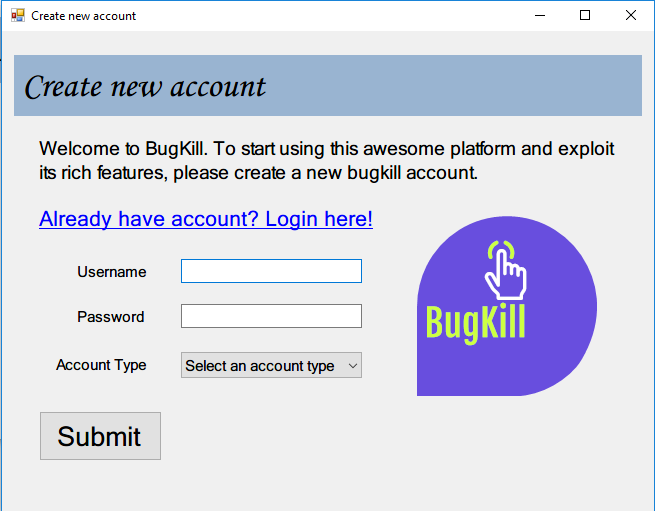 Create new account
Create new account
Welcome to BugKill. To start using this awesome platform and exploit
its rich features, please create a new bugkill account.
Already have account? Login here!
Username
Password
Account Type
Select an account type
BugKill
Submit